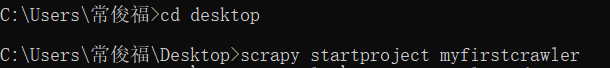 C:\Users\常俊福>cd desktop
C:\Users\常俊福\Desktop>scrapy startproject myfirstcrawler